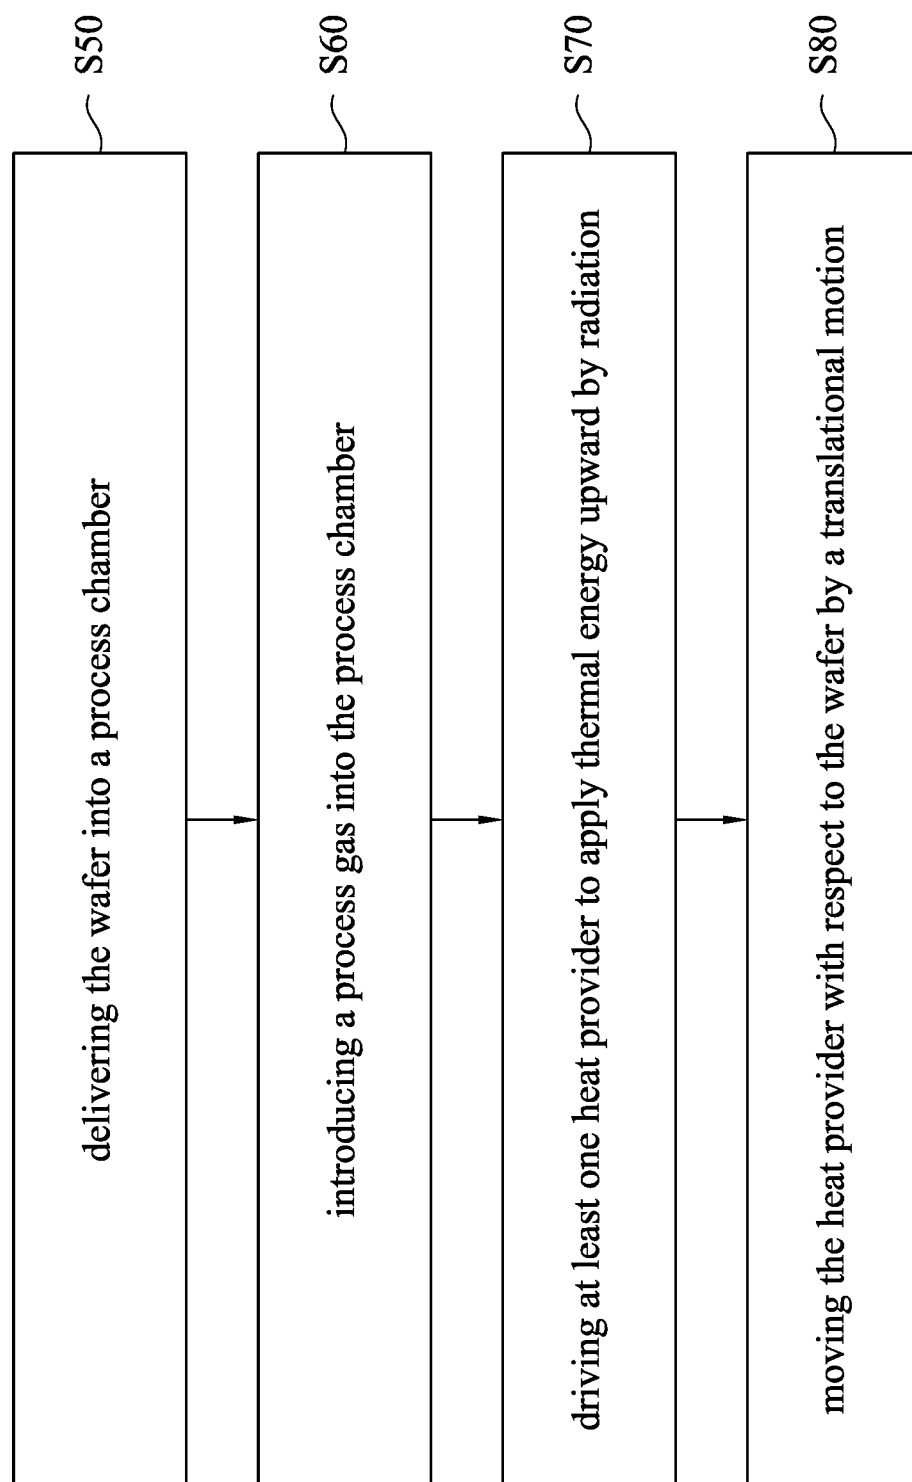 delivering the wafer into a process chamber
S50
introducing a process gas into the process chamber
S60
driving at least one heat provider to apply thermal energy upward by radiation
S70
moving the heat provider with respect to the wafer by a translational motion
S80